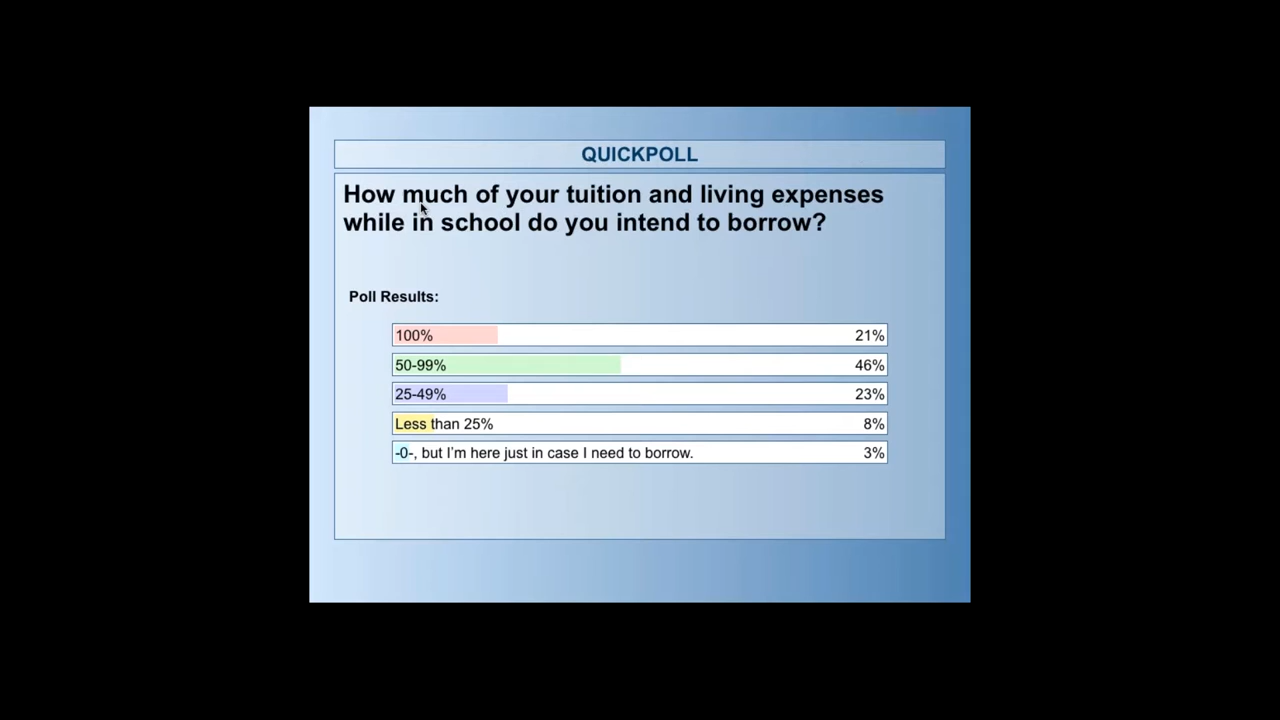 QUICKPOLL
How much of your tuition and living expenses
while in school do you intend to borrow?
Poll Results:
100% 21%
50-99% 46%
25-49% 23%
Less than 25% 8%
-0-, but I'm here just in case I need to borrow. 3%